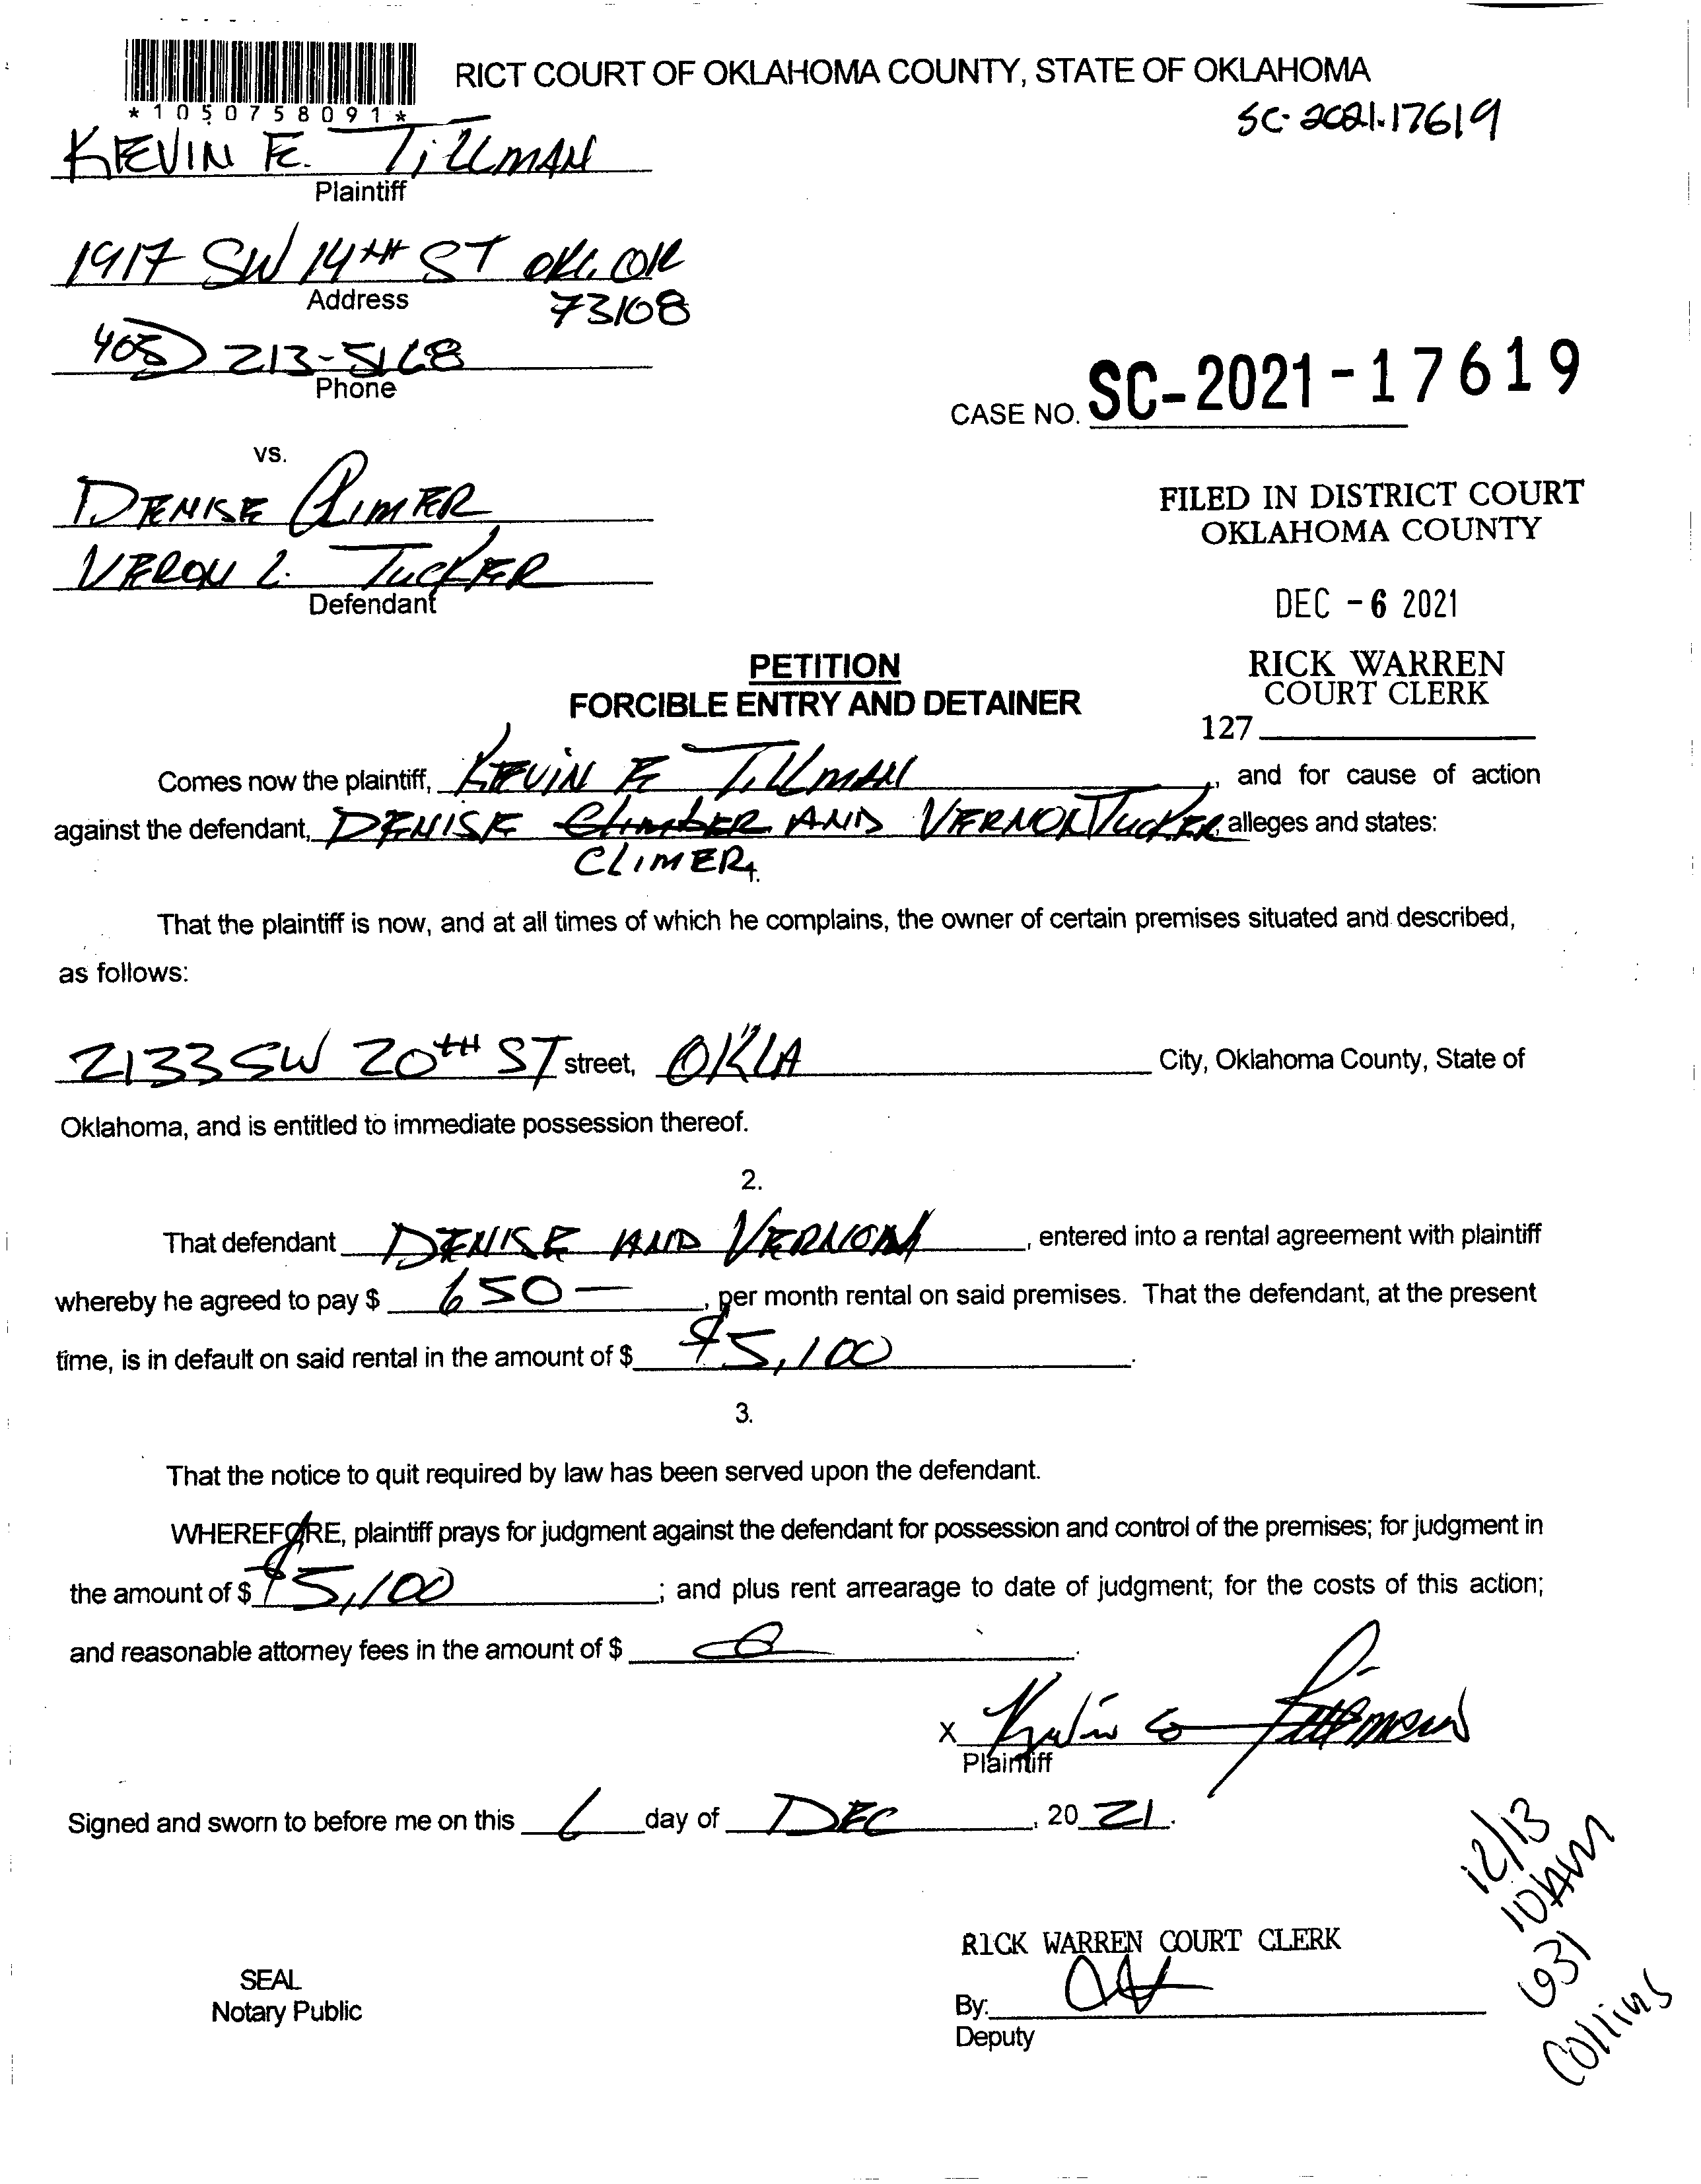 RICT COURT OF OKLAHOMA COUNTY, STATE OF OKLAHOMA
*1050758091*
SC-2021-17619
KEVIN E. TILLMAN
Plaintiff
1917 SW 14TH ST OKC, OK
Address
73108
405) 213-5168
Phone
CASE NO. SC-2021-17619
vs.
DENISE CLIMER
VERON L. TUCKER
Defendant
FILED IN DISTRICT COURT
OKLAHOMA COUNTY
DEC -6 2021
RICK WARREN
COURT CLERK
127
PETITION
FORCIBLE ENTRY AND DETAINER
Comes now the plaintiff, KEVIN E TILLMAN, and for cause of action
against the defendant, DENISE Climber AND VERNON TUCKER, alleges and states:
CLIMER
That the plaintiff is now, and at all times of which he complains, the owner of certain premises situated and described,
as follows:
2133 SW 20TH ST street, OKLA City, Oklahoma County, State of
Oklahoma, and is entitled to immediate possession thereof.
2.
That defendant DENISE AND VERNON, entered into a rental agreement with plaintiff
whereby he agreed to pay $ 650—, per month rental on said premises. That the defendant, at the present
time, is in default on said rental in the amount of $ $5,100.
3.
That the notice to quit required by law has been served upon the defendant.
WHEREFORE, plaintiff prays for judgment against the defendant for possession and control of the premises; for judgment in
the amount of $ $5,100; and plus rent arrearage to date of judgment; for the costs of this action;
and reasonable attorney fees in the amount of $ 0.
X Kevin E Tillman
Plaintiff
Signed and sworn to before me on this 6 day of DEC, 20 21.
12/13
10AM
931
Collins
RICK WARREN COURT CLERK
SEAL
Notary Public
By:
Deputy